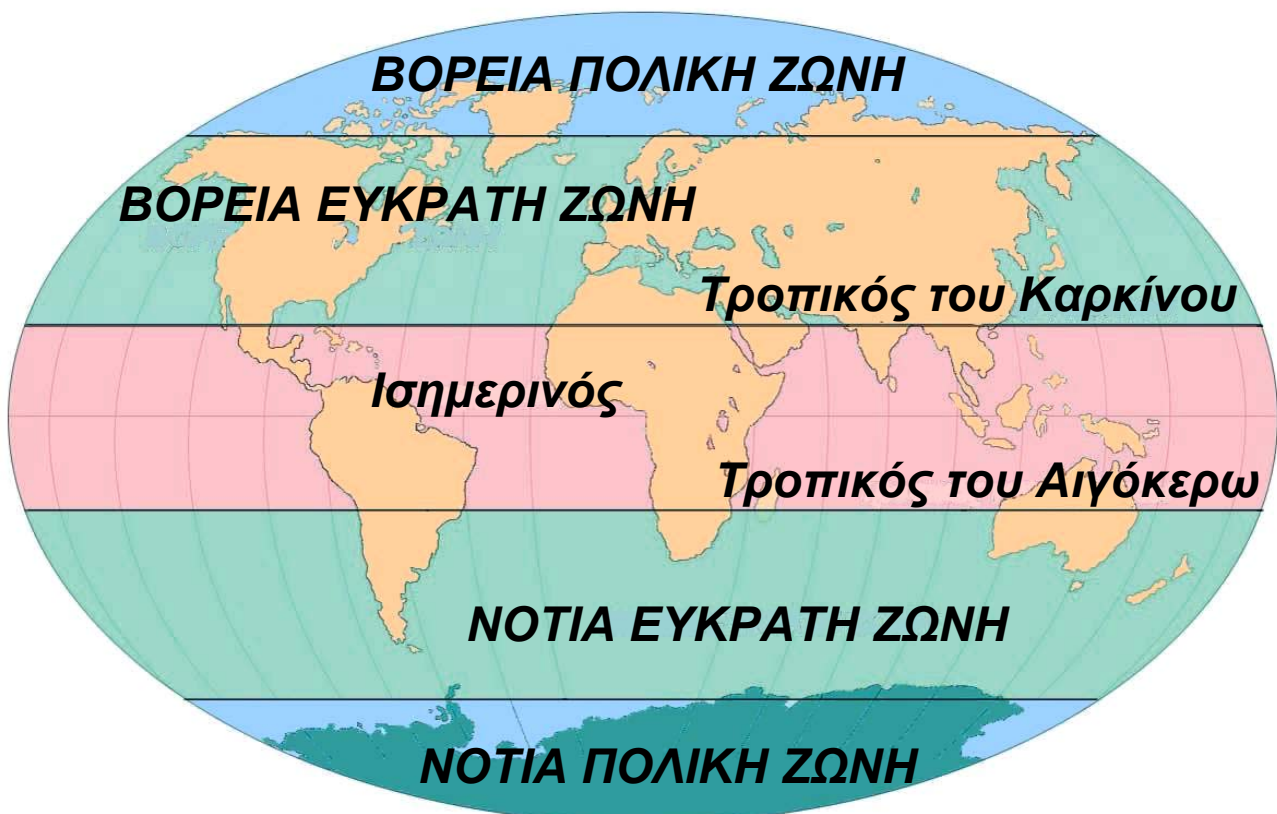 ΒΟΡΕΙΑ ΠΟΛΙΚΗ ΖΩΝΗ
ΒΟΡΕΙΑ ΕΥΚΡΑΤΗ ΖΩΝΗ
Τροπικός του Καρκίνου
Ισημερινός
Τροπικός του Αιγόκερω
ΝΟΤΙΑ ΕΥΚΡΑΤΗ ΖΩΝΗ
ΝΟΤΙΑ ΠΟΛΙΚΗ ΖΩΝΗ